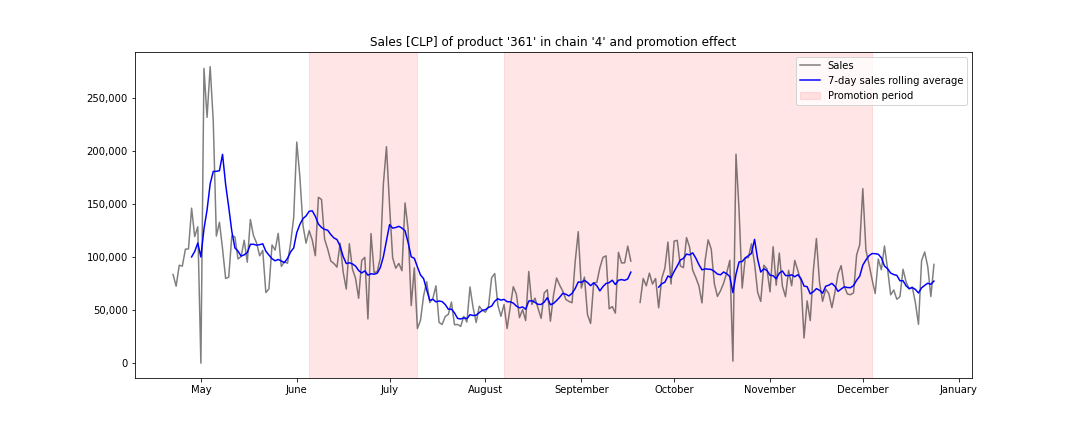 Sales [CLP] of product '361' in chain '4' and promotion effect
Sales
7-day sales rolling average
Promotion period
250,000
200,000
150,000
100,000
50,000
0
May June July August September October November December January